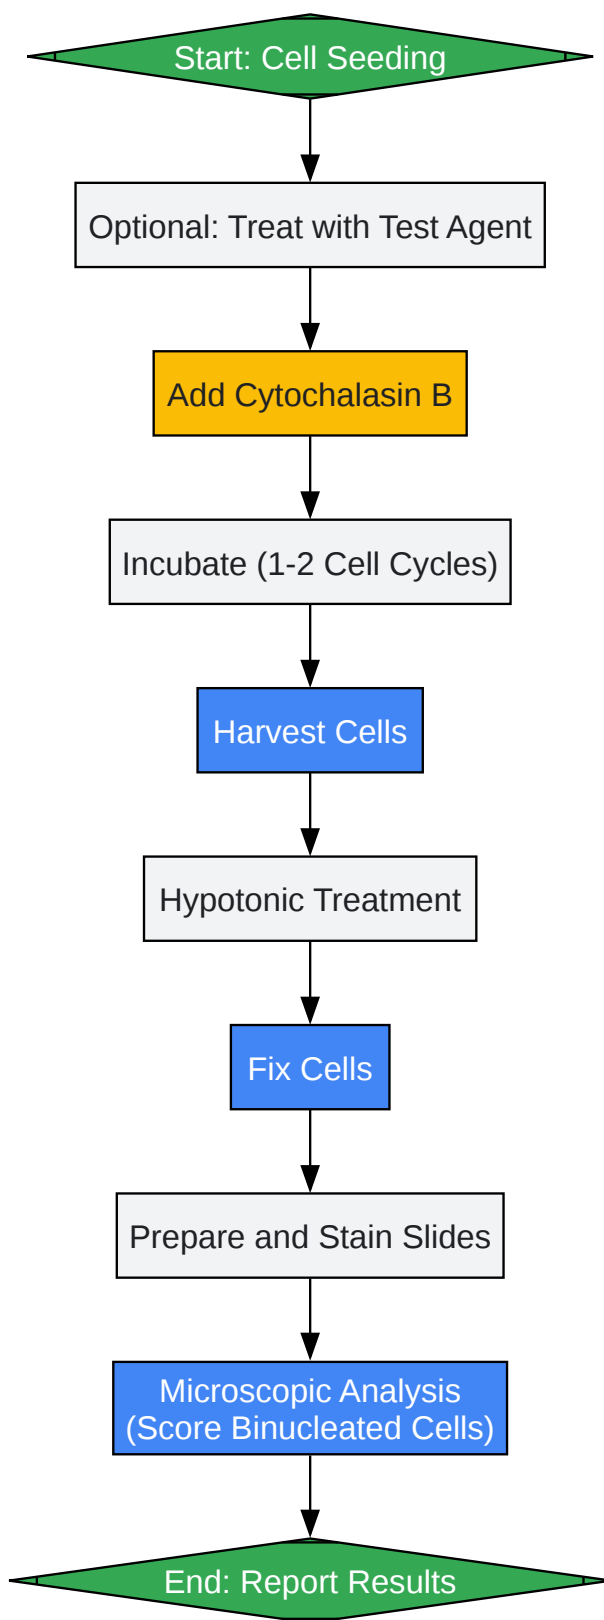 Start: Cell Seeding
Optional: Treat with Test Agent
Add Cytochalasin B
Incubate (1-2 Cell Cycles)
Harvest Cells
Hypotonic Treatment
Fix Cells
Prepare and Stain Slides
Microscopic Analysis
(Score Binucleated Cells)
End: Report Results